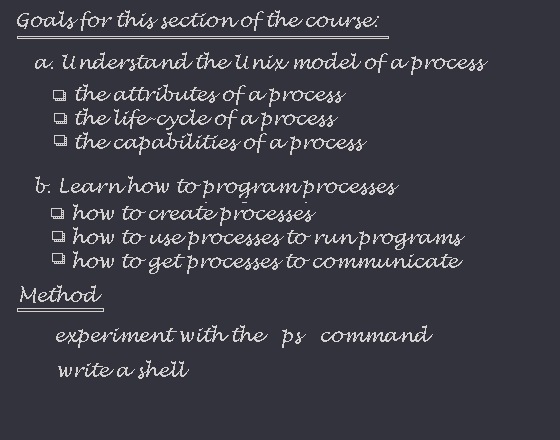 Goals for this section of the course:
a. Understand the Unix model of a process
❏ the attributes of a process
❏ the life-cycle of a process
❏ the capabilities of a process
b. Learn how to program processes
❏ how to create processes
❏ how to use processes to run programs
❏ how to get processes to communicate
Method
experiment with the ps command
write a shell